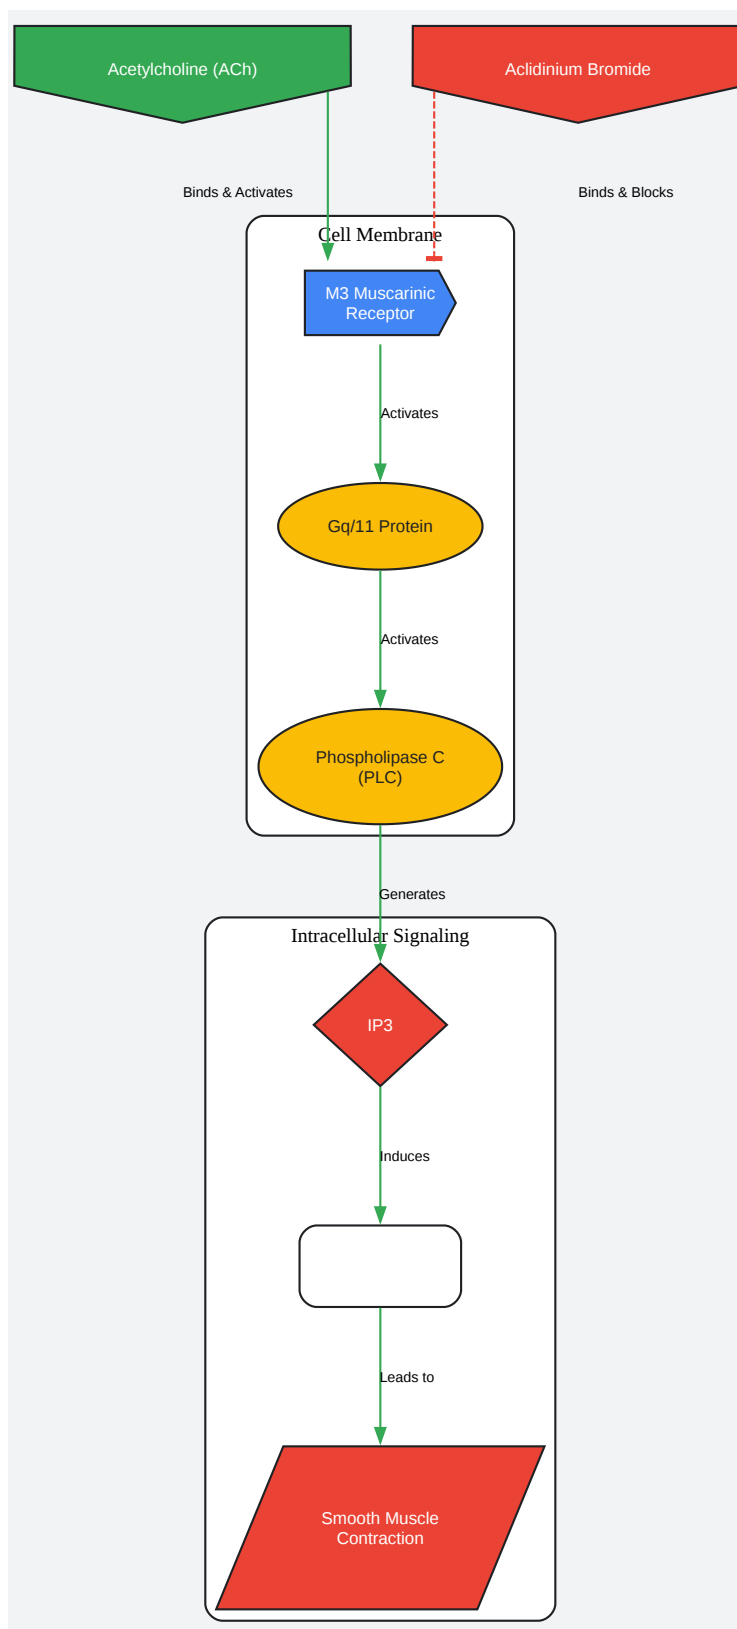 Acetylcholine (ACh)
Aclidinium Bromide
Binds & Activates
Binds & Blocks
Cell Membrane
M3 Muscarinic
Receptor
Activates
Gq/11 Protein
Activates
Phospholipase C
(PLC)
Generates
Intracellular Signaling
IP3
Induces
Leads to
Smooth Muscle
Contraction